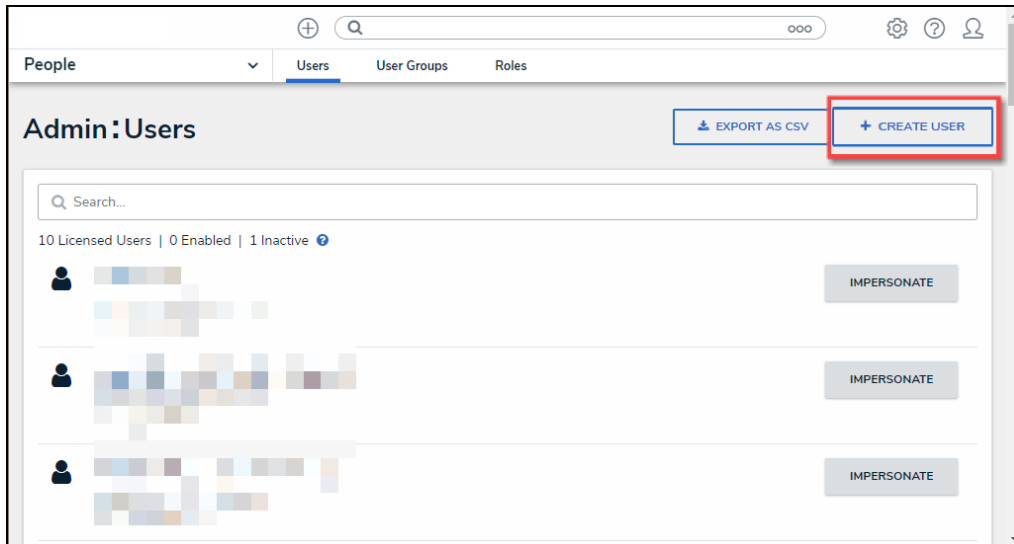 People
Users User Groups Roles
Admin:Users
EXPORT AS CSV
+ CREATE USER
Search...
10 Licensed Users | 0 Enabled | 1 Inactive
IMPERSONATE
IMPERSONATE
IMPERSONATE